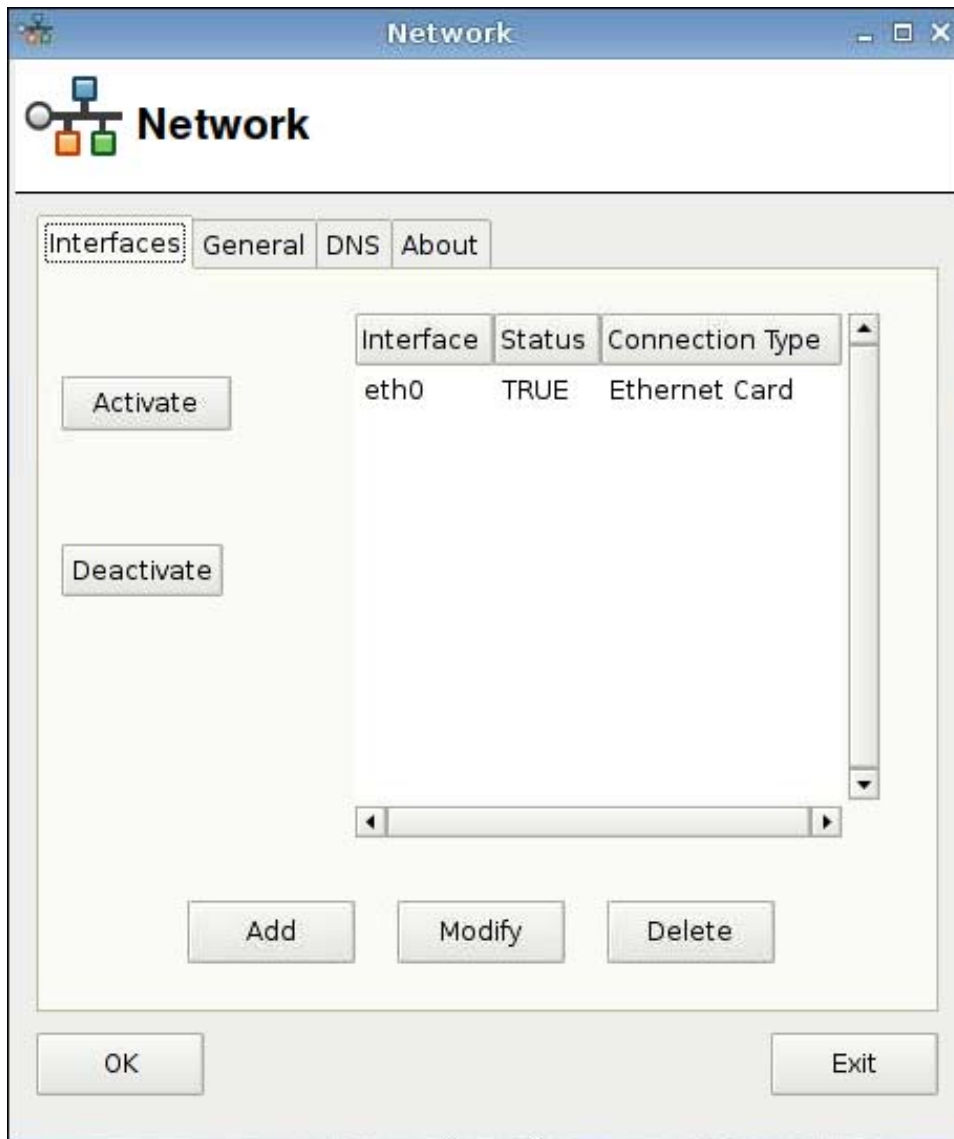 Network
Network
Interfaces General DNS About
Interface Status Connection Type
eth0 TRUE Ethernet Card
Activate
Deactivate
Add Modify Delete
OK Exit